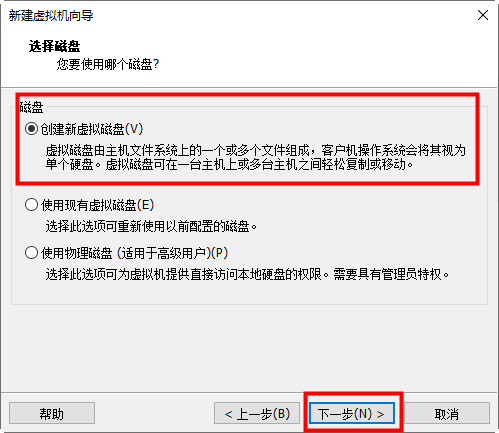 新建虚拟机向导
选择磁盘
您要使用哪个磁盘?
磁盘
创建新虚拟磁盘(V)
虚拟磁盘由主机文件系统上的一个或多个文件组成，客户机操作系统会将其视为
单个硬盘。虚拟磁盘可在一台主机上或多台主机之间轻松复制或移动。
使用现有虚拟磁盘(E)
选择此选项可重新使用以前配置的磁盘。
使用物理磁盘 (适用于高级用户)(P)
选择此选项可为虚拟机提供直接访问本地硬盘的权限。需要具有管理员特权。
帮助
< 上一步(B)
下一步(N) >
取消